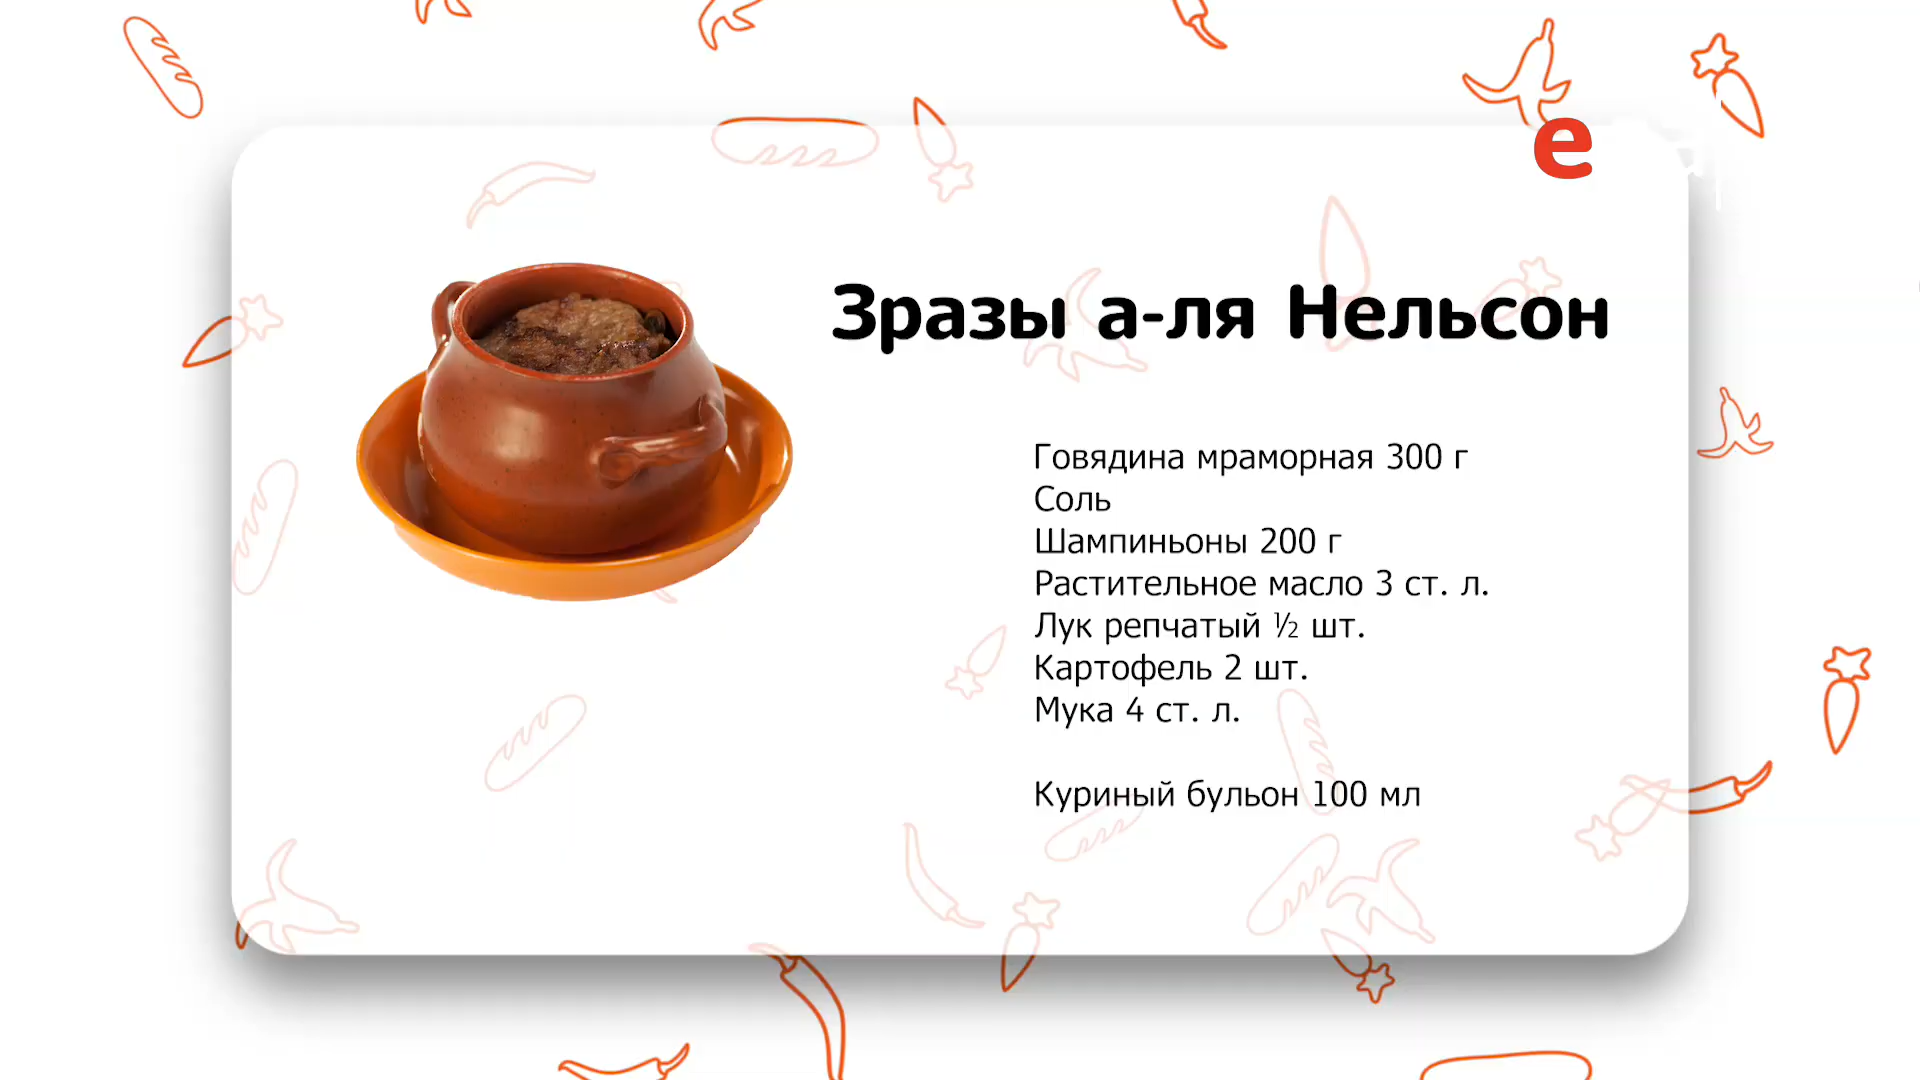 е
Зразы а-ля Нельсон
Говядина мраморная 300 г
Соль
Шампиньоны 200 г
Растительное масло 3 ст. л.
Лук репчатый ½ шт.
Картофель 2 шт.
Мука 4 ст. л.
Куриный бульон 100 мл